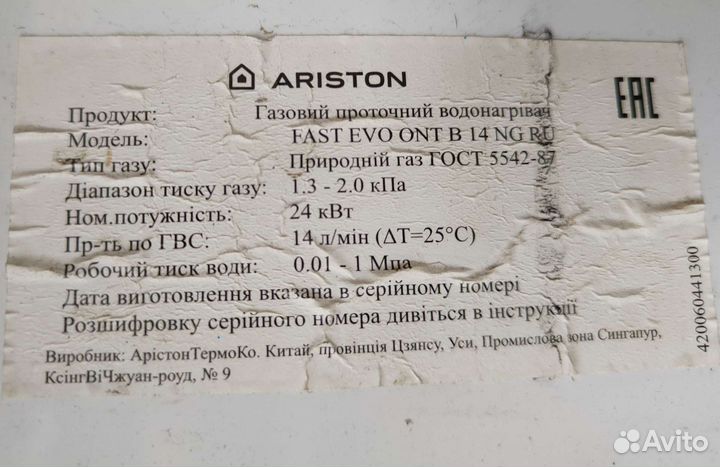 ARISTON
EAC
Продукт: Газовий проточний водонагрівач
Модель: FAST EVO ONT B 14 NG RU
Тип газу: Природній газ ГОСТ 5542-87
Діапазон тиску газу: 1.3 - 2.0 кПа
Ном.потужність: 24 кВт
Пр-ть по ГВС: 14 л/мін (ΔT=25°C)
Робочий тиск води: 0.01 - 1 Мпа
Дата виготовлення вказана в серійному номері
Розшифровку серійного номера дивіться в інструкції
Виробник: АрістонТермоКо. Китай, провінція Цзянсу, Уси, Промислова зона Сингапур,
КсінгВіЧжуан-роуд, № 9
420060441300
Avito